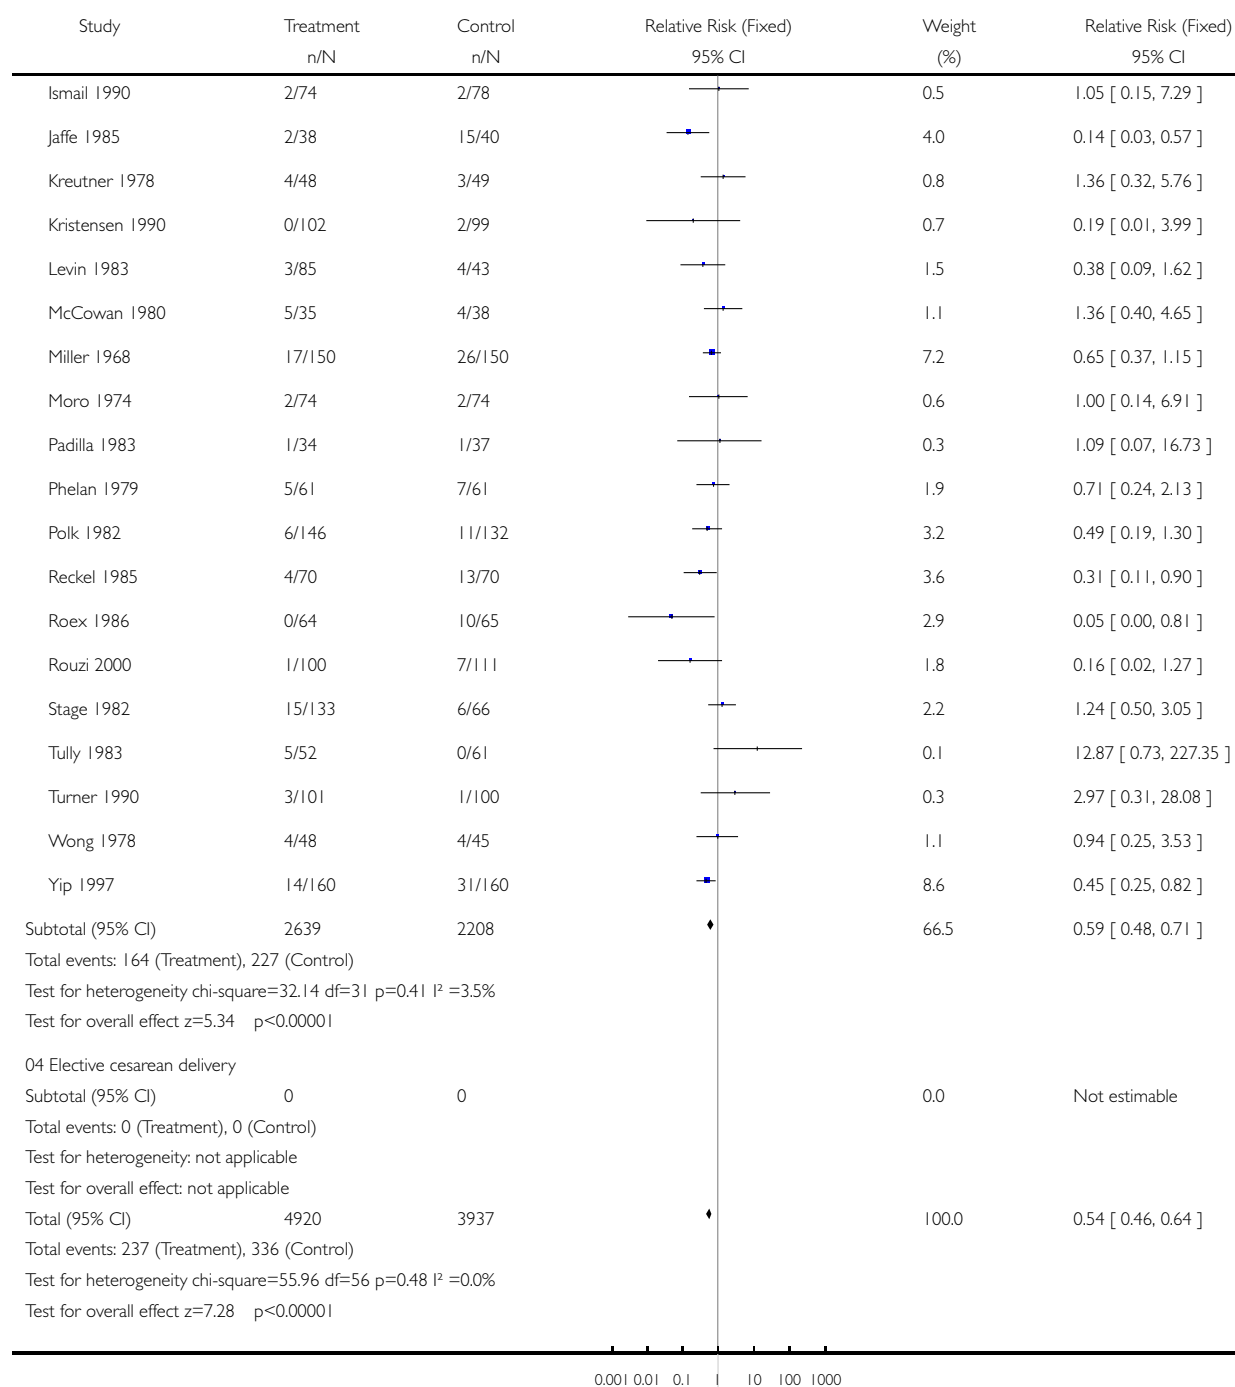 Study Treatment Control Relative Risk (Fixed) Weight Relative Risk (Fixed)
n/N n/N 95% CI (%) 95% CI
Ismail 1990 2/74 2/78 0.5 1.05 [ 0.15, 7.29 ]
Jaffe 1985 2/38 15/40 4.0 0.14 [ 0.03, 0.57 ]
Kreutner 1978 4/48 3/49 0.8 1.36 [ 0.32, 5.76 ]
Kristensen 1990 0/102 2/99 0.7 0.19 [ 0.01, 3.99 ]
Levin 1983 3/85 4/43 1.5 0.38 [ 0.09, 1.62 ]
McCowan 1980 5/35 4/38 1.1 1.36 [ 0.40, 4.65 ]
Miller 1968 17/150 26/150 7.2 0.65 [ 0.37, 1.15 ]
Moro 1974 2/74 2/74 0.6 1.00 [ 0.14, 6.91 ]
Padilla 1983 1/34 1/37 0.3 1.09 [ 0.07, 16.73 ]
Phelan 1979 5/61 7/61 1.9 0.71 [ 0.24, 2.13 ]
Polk 1982 6/146 11/132 3.2 0.49 [ 0.19, 1.30 ]
Reckel 1985 4/70 13/70 3.6 0.31 [ 0.11, 0.90 ]
Roex 1986 0/64 10/65 2.9 0.05 [ 0.00, 0.81 ]
Rouzi 2000 1/100 7/111 1.8 0.16 [ 0.02, 1.27 ]
Stage 1982 15/133 6/66 2.2 1.24 [ 0.50, 3.05 ]
Tully 1983 5/52 0/61 0.1 12.87 [ 0.73, 227.35 ]
Turner 1990 3/101 1/100 0.3 2.97 [ 0.31, 28.08 ]
Wong 1978 4/48 4/45 1.1 0.94 [ 0.25, 3.53 ]
Yip 1997 14/160 31/160 8.6 0.45 [ 0.25, 0.82 ]
Subtotal (95% CI) 2639 2208 66.5 0.59 [ 0.48, 0.71 ]
Total events: 164 (Treatment), 227 (Control)
Test for heterogeneity chi-square=32.14 df=31 p=0.41 I² =3.5%
Test for overall effect z=5.34 p<0.00001
04 Elective cesarean delivery
Subtotal (95% CI) 0 0 0.0 Not estimable
Total events: 0 (Treatment), 0 (Control)
Test for heterogeneity: not applicable
Test for overall effect: not applicable
Total (95% CI) 4920 3937 100.0 0.54 [ 0.46, 0.64 ]
Total events: 237 (Treatment), 336 (Control)
Test for heterogeneity chi-square=55.96 df=56 p=0.48 I² =0.0%
Test for overall effect z=7.28 p<0.00001
0.001 0.01 0.1 1 10 100 1000